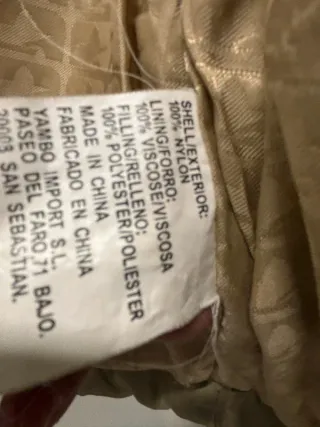 SHELL/EXTERIOR:
100% NYLON
LINING/FORRO:
100% VISCOSE/VISCOSA
FILLING/RELLENO:
100% POLYESTER/POLIESTER
MADE IN CHINA
FABRICADO EN CHINA
YAMBO IMPORT S.L.
PASEO DEL FARO,71 BAJO.
20003 SAN SEBASTIAN.